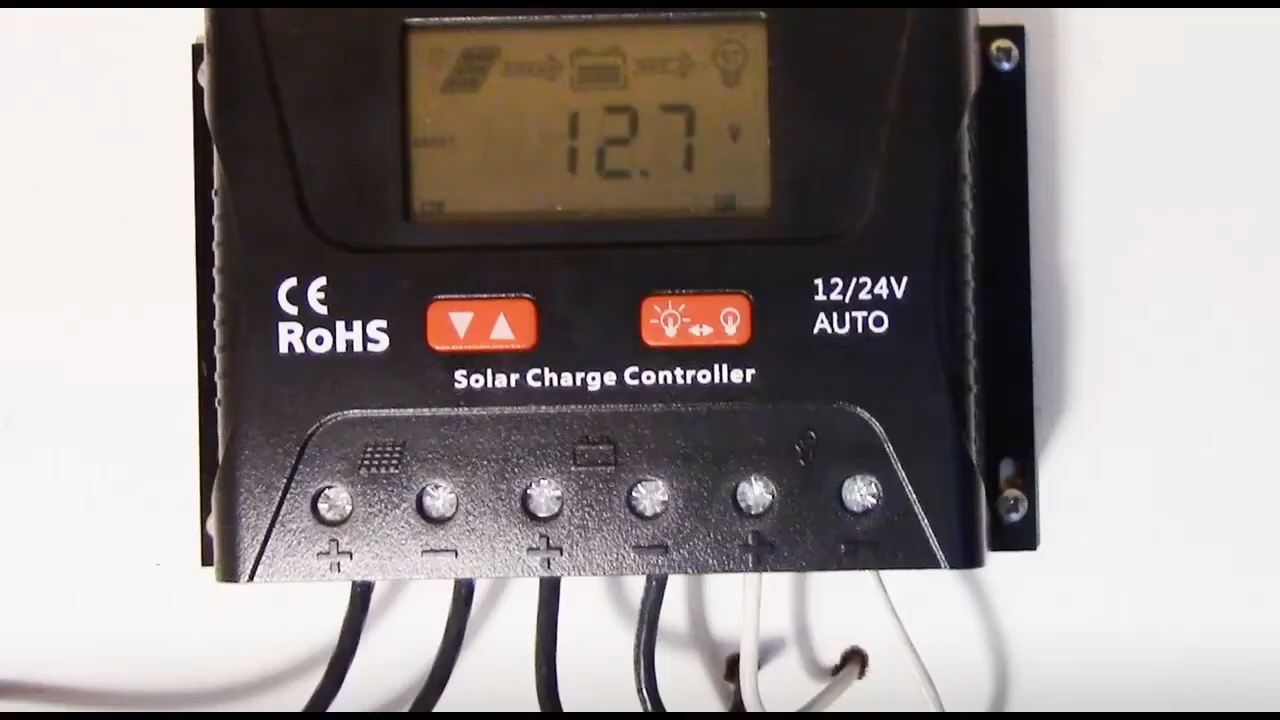 12.7 V
CE
RoHS
12/24V
AUTO
Solar Charge Controller
+ − + − + −